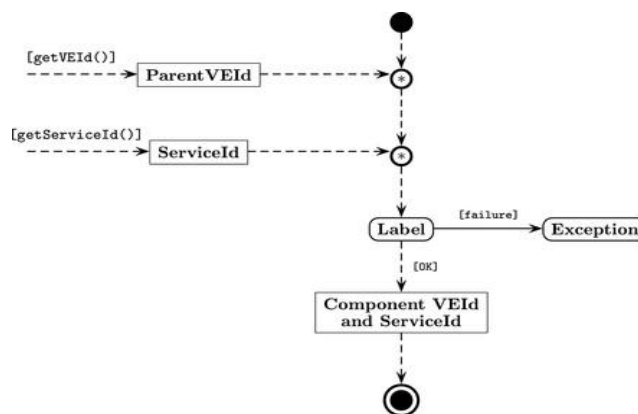 [getVEId()]
ParentVEId
*
[getServiceId()]
ServiceId
*
Label
[failure]
Exception
[OK]
Component VEId
and ServiceId